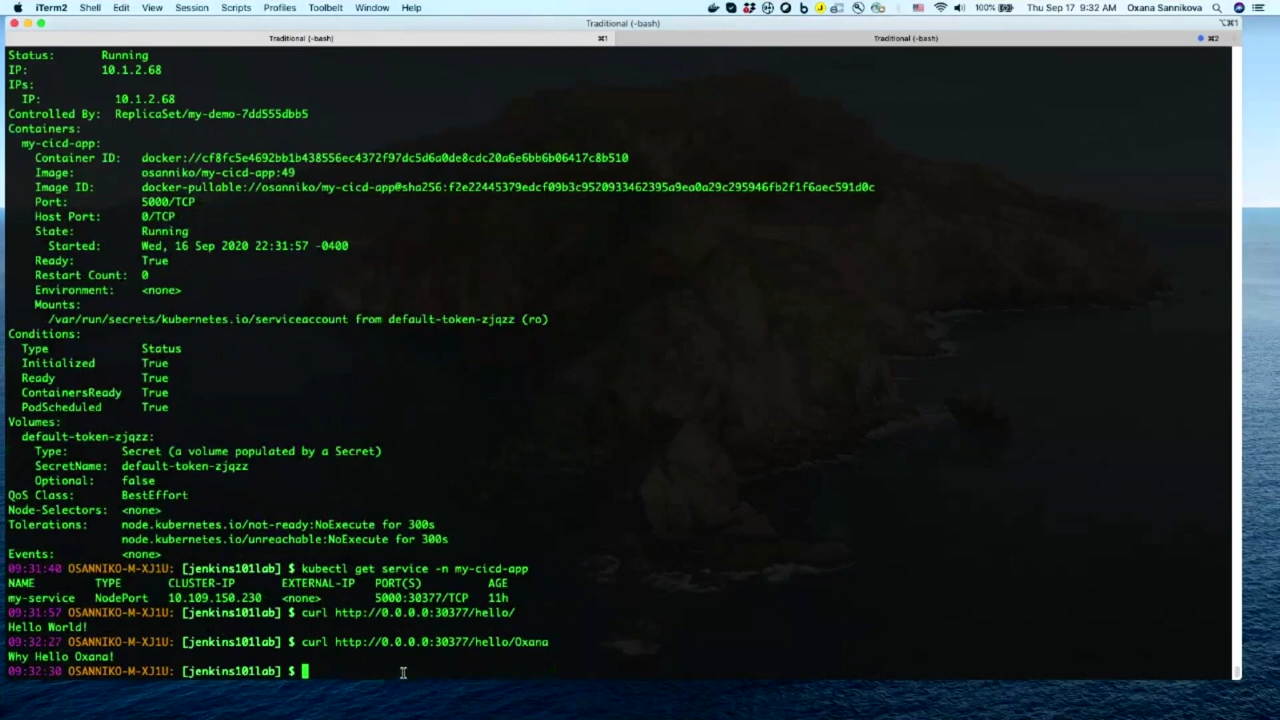 iTerm2 Shell Edit View Session Scripts Profiles Toolbelt Window Help 100% Thu Sep 17 9:32 AM Oxana Sannikova
Traditional (-bash) ⌥⌘1
Traditional (-bash) ⌘1 Traditional (-bash) ⌘2
Status: Running
IP: 10.1.2.68
IPs:
IP: 10.1.2.68
Controlled By: ReplicaSet/my-demo-7dd555dbb5
Containers:
my-cicd-app:
Container ID: docker://cf8fc5e4692bb1b438556ec4372f97dc5d6a0de8cdc20a6e6bb6b06417c8b510
Image: osanniko/my-cicd-app:49
Image ID: docker-pullable://osanniko/my-cicd-app@sha256:f2e22445379edcf09b3c9520933462395a9ea0a29c295946fb2f1f6aec591d0c
Port: 5000/TCP
Host Port: 0/TCP
State: Running
Started: Wed, 16 Sep 2020 22:31:57 -0400
Ready: True
Restart Count: 0
Environment: <none>
Mounts:
/var/run/secrets/kubernetes.io/serviceaccount from default-token-zjqzz (ro)
Conditions:
Type Status
Initialized True
Ready True
ContainersReady True
PodScheduled True
Volumes:
default-token-zjqzz:
Type: Secret (a volume populated by a Secret)
SecretName: default-token-zjqzz
Optional: false
QoS Class: BestEffort
Node-Selectors: <none>
Tolerations: node.kubernetes.io/not-ready:NoExecute for 300s
node.kubernetes.io/unreachable:NoExecute for 300s
Events: <none>
09:31:40 OSANNIKO-M-XJ1U: [jenkins101lab] $ kubectl get service -n my-cicd-app
NAME TYPE CLUSTER-IP EXTERNAL-IP PORT(S) AGE
my-service NodePort 10.109.150.230 <none> 5000:30377/TCP 11h
09:31:57 OSANNIKO-M-XJ1U: [jenkins101lab] $ curl http://0.0.0.0:30377/hello/
Hello World!
09:32:27 OSANNIKO-M-XJ1U: [jenkins101lab] $ curl http://0.0.0.0:30377/hello/Oxana
Why Hello Oxana!
09:32:30 OSANNIKO-M-XJ1U: [jenkins101lab] $